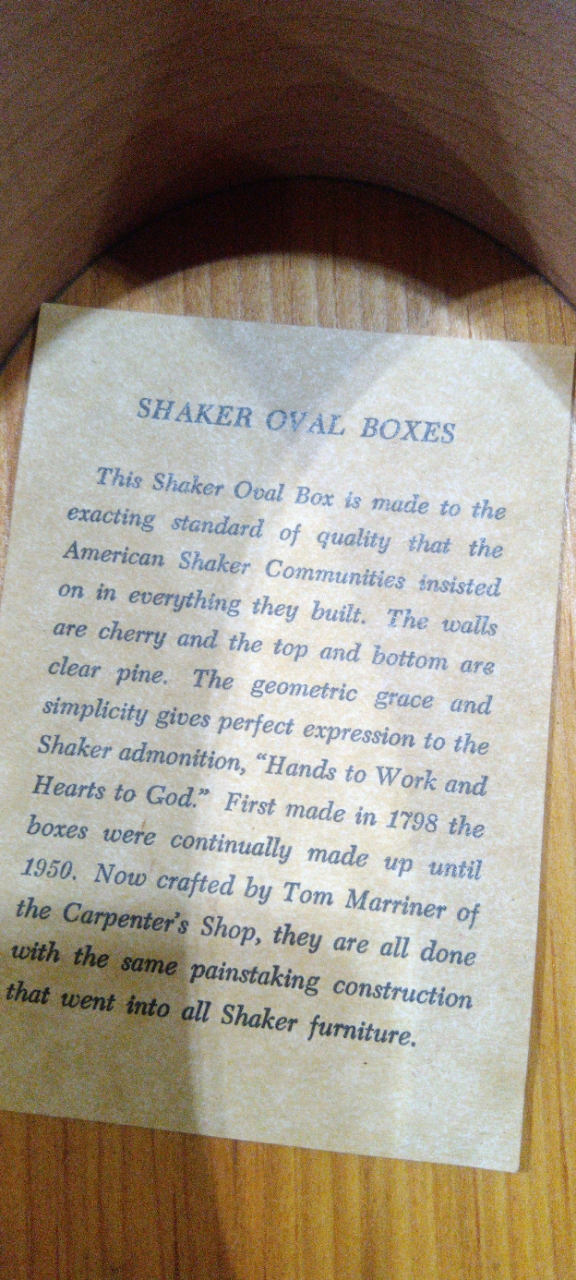 SHAKER OVAL BOXES
This Shaker Oval Box is made to the
exacting standard of quality that the
American Shaker Communities insisted
on in everything they built. The walls
are cherry and the top and bottom are
clear pine. The geometric grace and
simplicity gives perfect expression to the
Shaker admonition, “Hands to Work and
Hearts to God.” First made in 1798 the
boxes were continually made up until
1950. Now crafted by Tom Marriner of
the Carpenter’s Shop, they are all done
with the same painstaking construction
that went into all Shaker furniture.